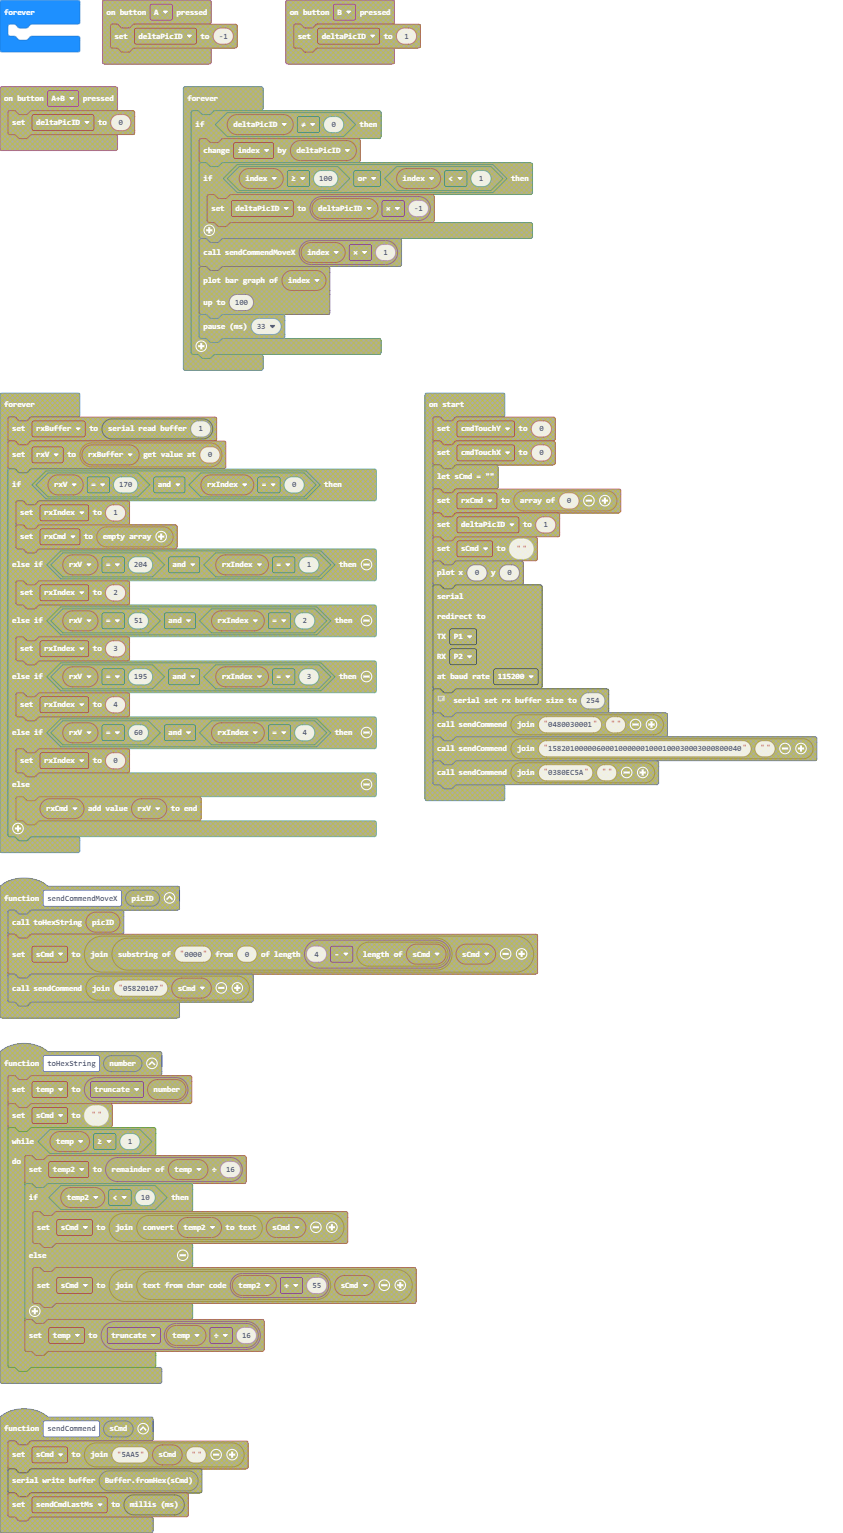 forever
on button A pressed
set deltaPicID to -1
on button B pressed
set deltaPicID to 1
on button A+B pressed
set deltaPicID to 0
forever
if deltaPicID ≠ 0 then
change index by deltaPicID
if index ≥ 100 or index < 1 then
set deltaPicID to deltaPicID × -1
call sendCommendMoveX index × 1
plot bar graph of index
up to 100
pause (ms) 33
forever
set rxBuffer to serial read buffer 1
set rxV to rxBuffer get value at 0
if rxV = 170 and rxIndex = 0 then
set rxIndex to 1
set rxCmd to empty array
else if rxV = 204 and rxIndex = 1 then
set rxIndex to 2
else if rxV = 51 and rxIndex = 2 then
set rxIndex to 3
else if rxV = 195 and rxIndex = 3 then
set rxIndex to 4
else if rxV = 60 and rxIndex = 4 then
set rxIndex to 0
else
rxCmd add value rxV to end
on start
set cmdTouchY to 0
set cmdTouchX to 0
let sCmd = ""
set rxCmd to array of 0
set deltaPicID to 1
set sCmd to ""
plot x 0 y 0
serial
redirect to
TX P1
RX P2
at baud rate 115200
serial set rx buffer size to 254
call sendCommend join "0480030001" ""
call sendCommend join ""
call sendCommend join "0380EC5A" ""
function sendCommendMoveX picID
call toHexString picID
set sCmd to join substring of "0000" from 0 of length 4 - length of sCmd sCmd
call sendCommend join "05820107" sCmd
function toHexString number
set temp to truncate number
set sCmd to ""
while temp ≥ 1
do
set temp2 to remainder of temp ÷ 16
if temp2 < 10 then
set sCmd to join convert temp2 to text sCmd
else
set sCmd to join text from char code temp2 + 55 sCmd
set temp to truncate temp ÷ 16
function sendCommend sCmd
set sCmd to join "5AA5" sCmd ""
serial write buffer Buffer.fromHex(sCmd)
set sendCmdLastMs to millis (ms)